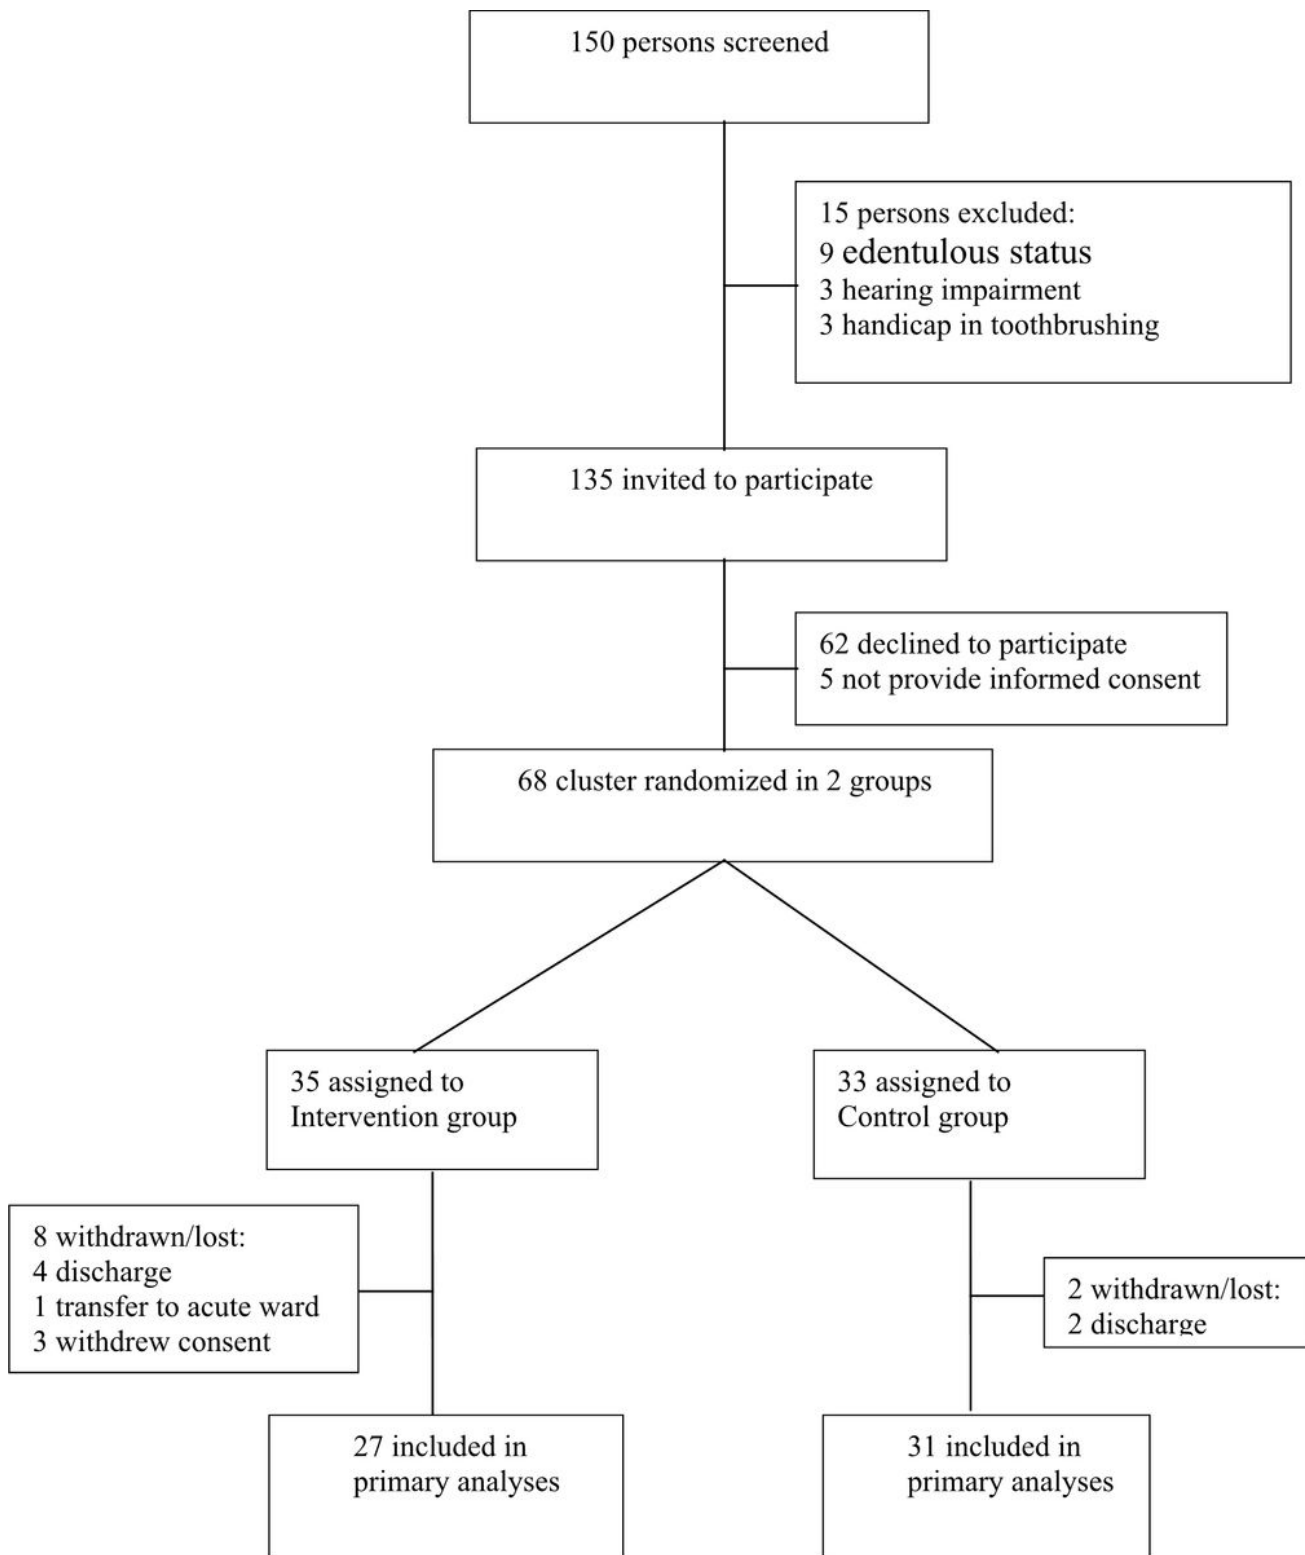 150 persons screened
15 persons excluded:
9 edentulous status
3 hearing impairment
3 handicap in toothbrushing
135 invited to participate
62 declined to participate
5 not provide informed consent
68 cluster randomized in 2 groups
35 assigned to
Intervention group
33 assigned to
Control group
8 withdrawn/lost:
4 discharge
1 transfer to acute ward
3 withdrew consent
2 withdrawn/lost:
2 discharge
27 included in
primary analyses
31 included in
primary analyses